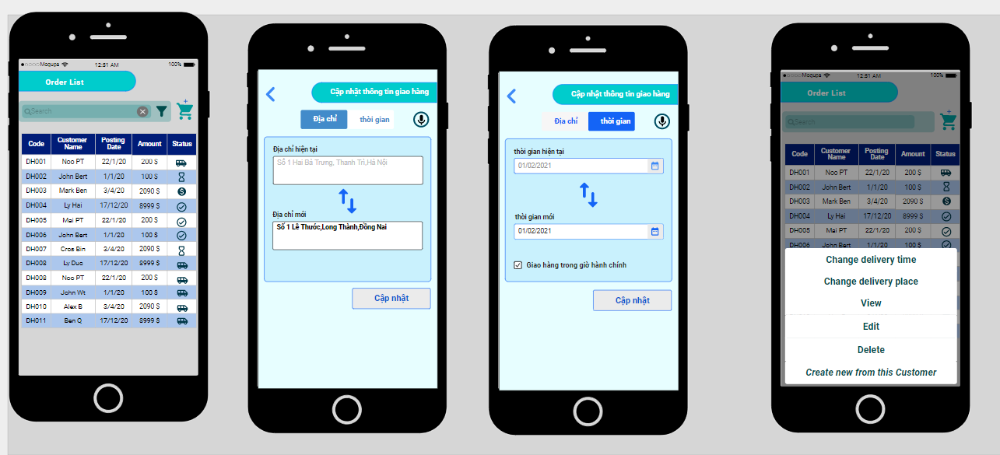 Moqups 12:51 AM 100%
Order List
Search
Code Customer Name Posting Date Amount Status
DH001 Noo PT 22/1/20 200 $
DH002 John Bert 1/1/20 100 $
DH003 Mark Ben 3/4/20 2090 $
DH004 Ly Hai 17/12/20 8999 $
DH005 Mai PT 22/1/20 200 $
DH006 John Bert 1/1/20 100 $
DH007 Cros Bin 3/4/20 2090 $
DH008 Ly Duc 17/12/20 8999 $
DH008 Noo PT 22/1/20 200 $
DH009 John Wt 1/1/20 100 $
DH010 Alex B 3/4/20 2090 $
DH011 Ben Q 17/12/20 8999 $
Cập nhật thông tin giao hàng
Địa chỉ thời gian
Địa chỉ hiện tại
Số 1 Hai Bà Trưng, Thanh Trì,Hà Nội
Địa chỉ mới
Số 1 Lê Thước,Long Thành,Đồng Nai
Cập nhật
Cập nhật thông tin giao hàng
Địa chỉ thời gian
thời gian hiện tại
01/02/2021
thời gian mới
01/02/2021
Giao hàng trong giờ hành chính
Cập nhật
Moqups 12:51 AM 100%
Order List
Search
Code Customer Name Posting Date Amount Status
DH001 Noo PT 22/1/20 200 $
DH002 John Bert 1/1/20 100 $
DH003 Mark Ben 3/4/20 2090 $
DH004 Ly Hai 17/12/20 8999 $
DH005 Mai PT 22/1/20 200 $
DH006 John Bert 1/1/20 100 $
Change delivery time
Change delivery place
View
Edit
Delete
Create new from this Customer